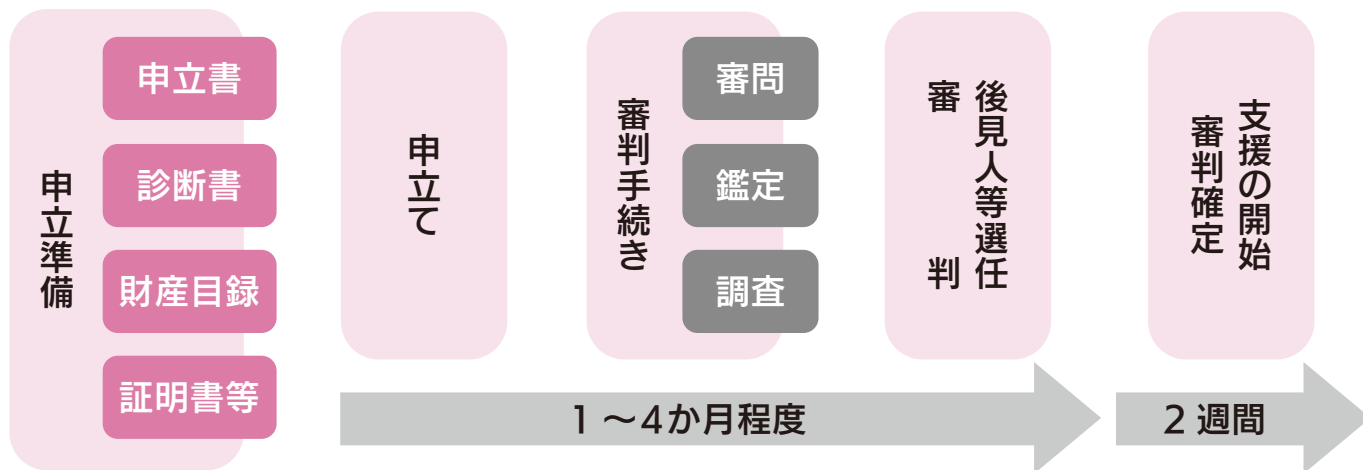 申立準備
申立書
診断書
財産目録
証明書等
申立て
審判手続き
審問
鑑定
調査
後見人等選任
審判
支援の開始
審判確定
1～4か月程度
2週間